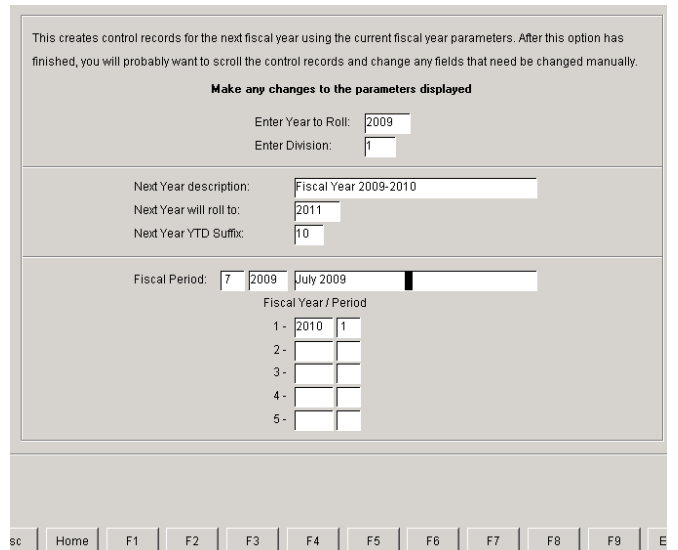 This creates control records for the next fiscal year using the current fiscal year parameters. After this option has
finished, you will probably want to scroll the control records and change any fields that need be changed manually.
Make any changes to the parameters displayed
Enter Year to Roll: 2009
Enter Division: 1
Next Year description: Fiscal Year 2009-2010
Next Year will roll to: 2011
Next Year YTD Suffix: 10
Fiscal Period: 7 2009 July 2009
Fiscal Year / Period
1 - 2010 1
2 -
3 -
4 -
5 -
sc Home F1 F2 F3 F4 F5 F6 F7 F8 F9 E